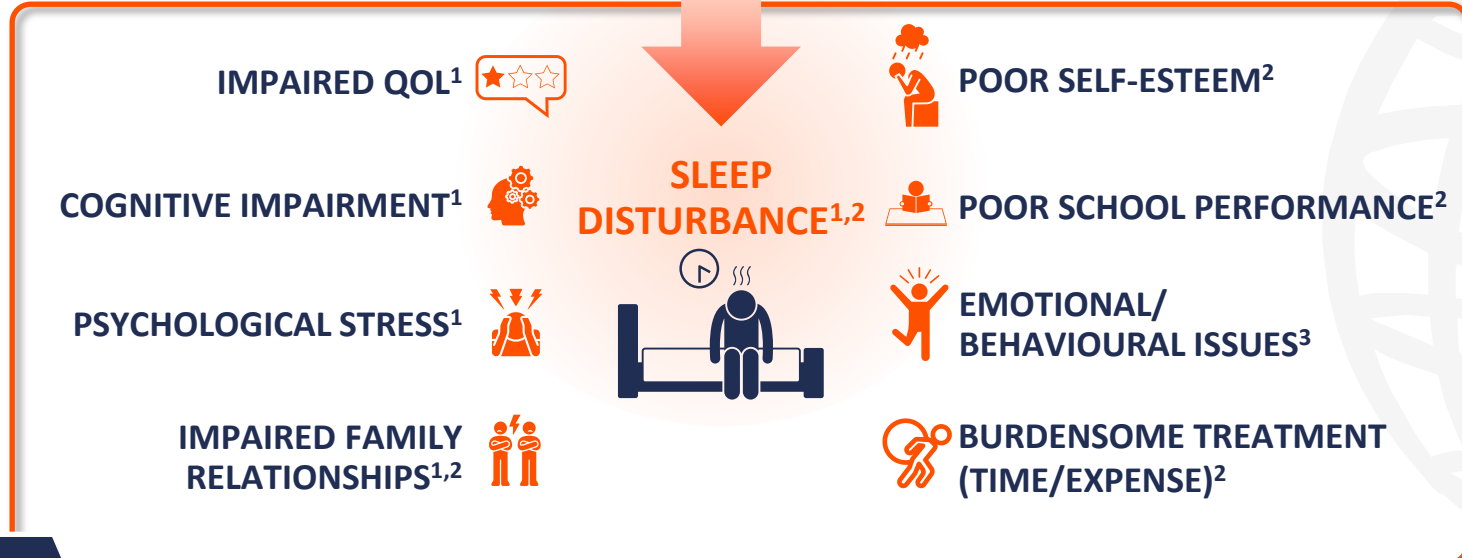 IMPAIRED QOL¹
COGNITIVE IMPAIRMENT¹
PSYCHOLOGICAL STRESS¹
IMPAIRED FAMILY
RELATIONSHIPS¹,²
SLEEP
DISTURBANCE¹,²
POOR SELF-ESTEEM²
POOR SCHOOL PERFORMANCE²
EMOTIONAL/
BEHAVIOURAL ISSUES³
BURDENSOME TREATMENT
(TIME/EXPENSE)²